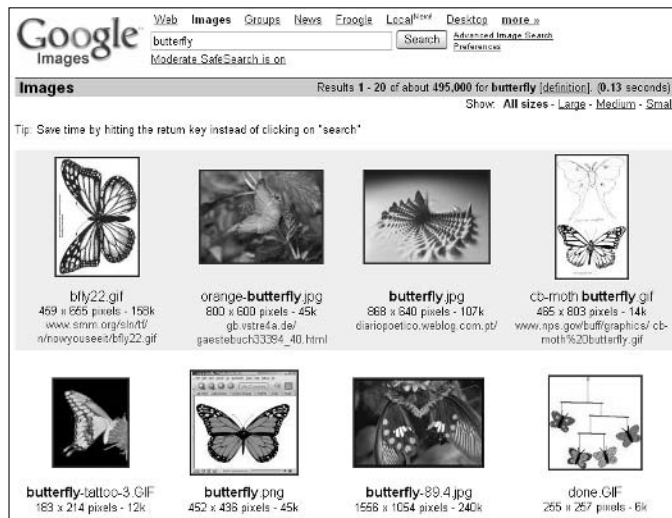 Web Images Groups News Froogle Local New! Desktop more »
Google
Images
butterfly
Search
Advanced Image Search
Preferences
Moderate SafeSearch is on
Images
Results 1 - 20 of about 495,000 for butterfly [definition]. (0.13 seconds)
Show: All sizes - Large - Medium - Smal
Tip: Save time by hitting the return key instead of clicking on "search"
bfly22.gif
459 x 655 pixels - 158k
www.smm.org/sln/tf/
n/nowyouseeit/bfly22.gif
orange-butterfly.jpg
800 x 600 pixels - 45k
gb.vstre4a.de/
gaestebuch33394_40.html
butterfly.jpg
868 x 640 pixels - 107k
diariopoetico.weblog.com.pt/
cb-moth butterfly.gif
485 x 803 pixels - 14k
www.nps.gov/buff/graphics/ cb-
moth%20butterfly.gif
butterfly-tattoo-3.GIF
183 x 214 pixels - 12k
butterfly.png
452 x 436 pixels - 45k
butterfly-89.4.jpg
1556 x 1054 pixels - 240k
done.GIF
255 x 257 pixels - 6k